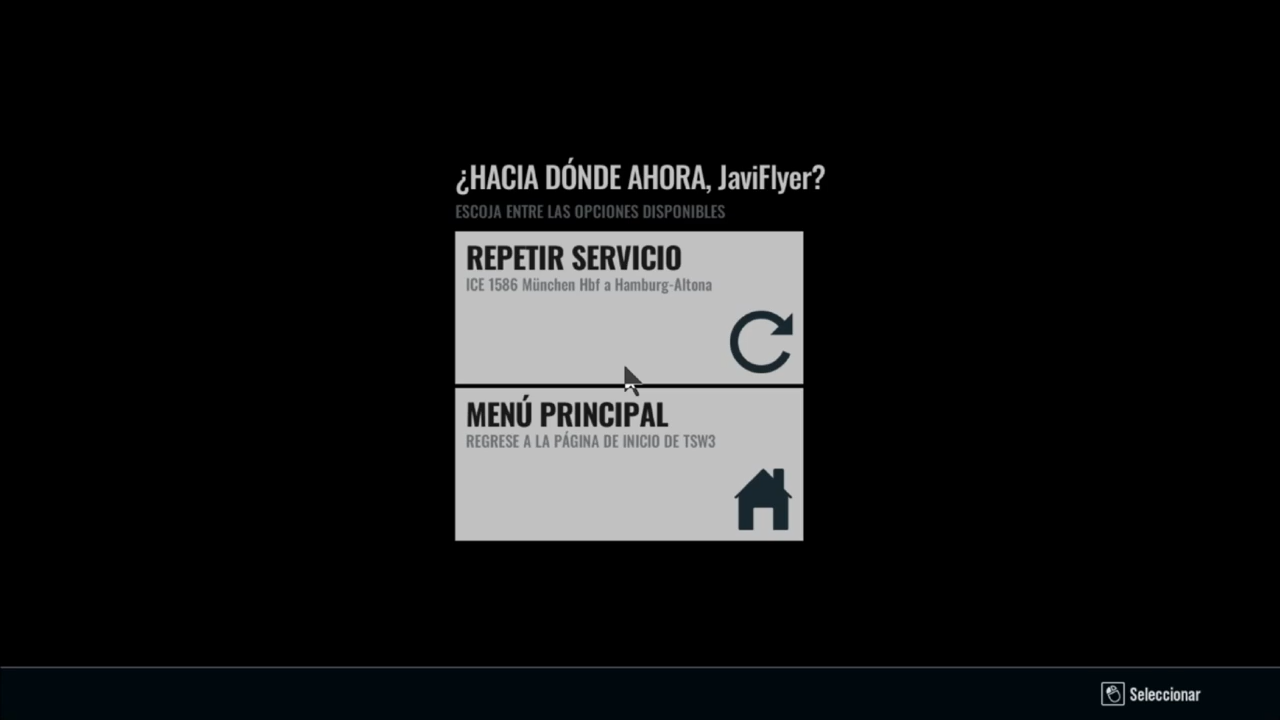 ¿HACIA DÓNDE AHORA, JaviFlyer?
ESCOJA ENTRE LAS OPCIONES DISPONIBLES
REPETIR SERVICIO
ICE 1586 München Hbf a Hamburg-Altona
MENÚ PRINCIPAL
REGRESE A LA PÁGINA DE INICIO DE TSW3
Seleccionar